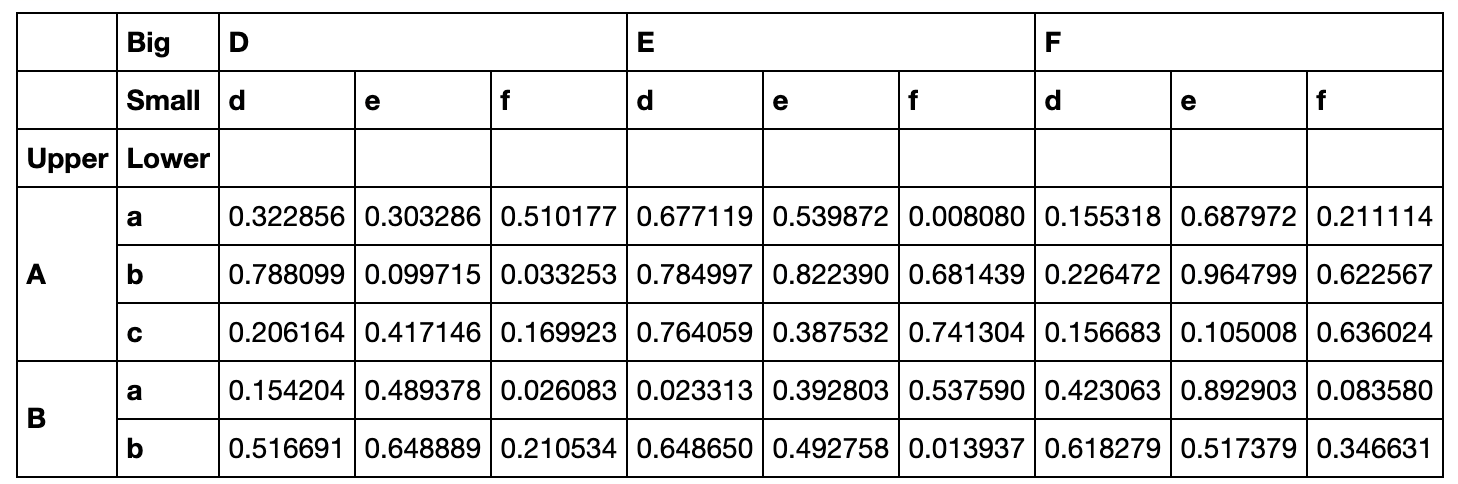 Big D E F
Small d e f d e f d e f
Upper Lower
a 0.322856 0.303286 0.510177 0.677119 0.539872 0.008080 0.155318 0.687972 0.211114
A b 0.788099 0.099715 0.033253 0.784997 0.822390 0.681439 0.226472 0.964799 0.622567
c 0.206164 0.417146 0.169923 0.764059 0.387532 0.741304 0.156683 0.105008 0.636024
B a 0.154204 0.489378 0.026083 0.023313 0.392803 0.537590 0.423063 0.892903 0.083580
b 0.516691 0.648889 0.210534 0.648650 0.492758 0.013937 0.618279 0.517379 0.346631